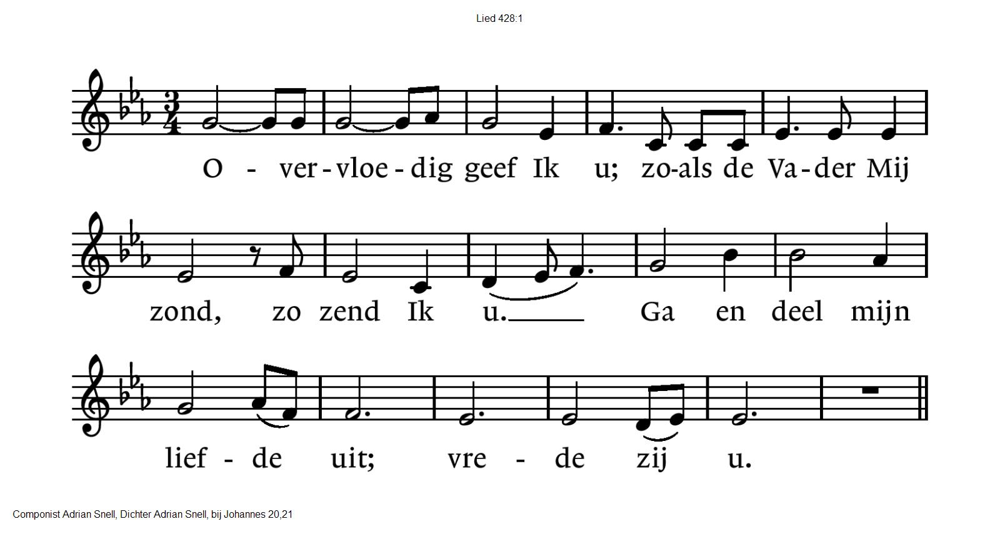 Lied 428:1
3
4
O - ver - vloe - dig geef Ik u; zo-als de Va - der Mij
zond, zo zend Ik u. Ga en deel mijn
lief - de uit; vre - de zij u.
Componist Adrian Snell, Dichter Adrian Snell, bij Johannes 20,21